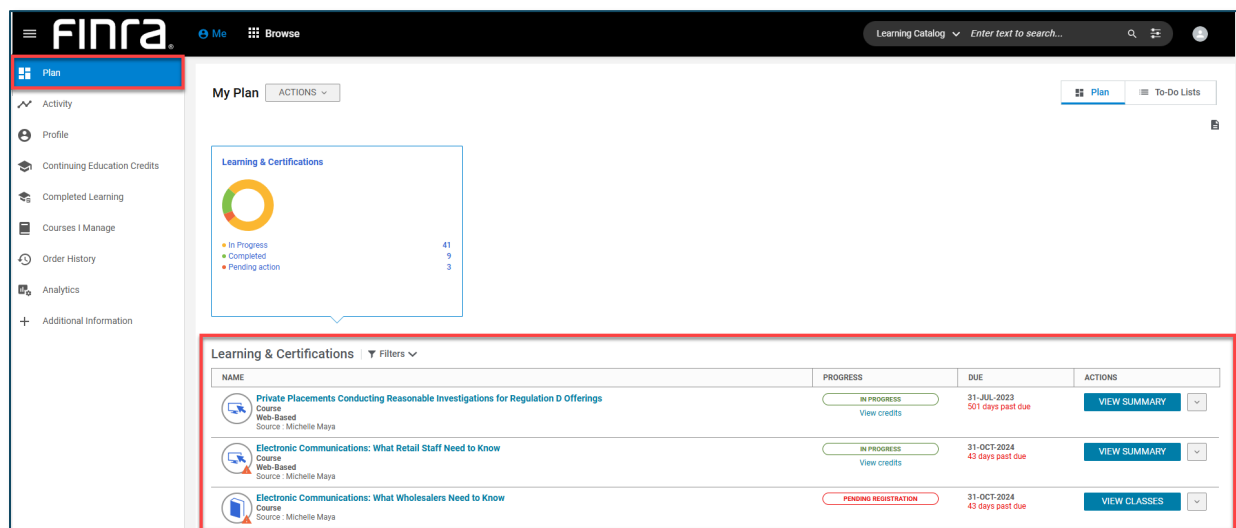 FINRA®
Me Browse
Learning Catalog Enter text to search...
Plan
Activity
Profile
Continuing Education Credits
Completed Learning
Courses I Manage
Order History
Analytics
Additional Information
My Plan ACTIONS
Plan To-Do Lists
Learning & Certifications
In Progress 41
Completed 9
Pending action 3
Learning & Certifications Filters
NAME PROGRESS DUE ACTIONS
Private Placements Conducting Reasonable Investigations for Regulation D Offerings
Course
Web-Based
Source : Michelle Maya
IN PROGRESS
View credits
31-JUL-2023
501 days past due
VIEW SUMMARY
Electronic Communications: What Retail Staff Need to Know
Course
Web-Based
Source : Michelle Maya
IN PROGRESS
View credits
31-OCT-2024
43 days past due
VIEW SUMMARY
Electronic Communications: What Wholesalers Need to Know
Course
Source : Michelle Maya
PENDING REGISTRATION
31-OCT-2024
43 days past due
VIEW CLASSES